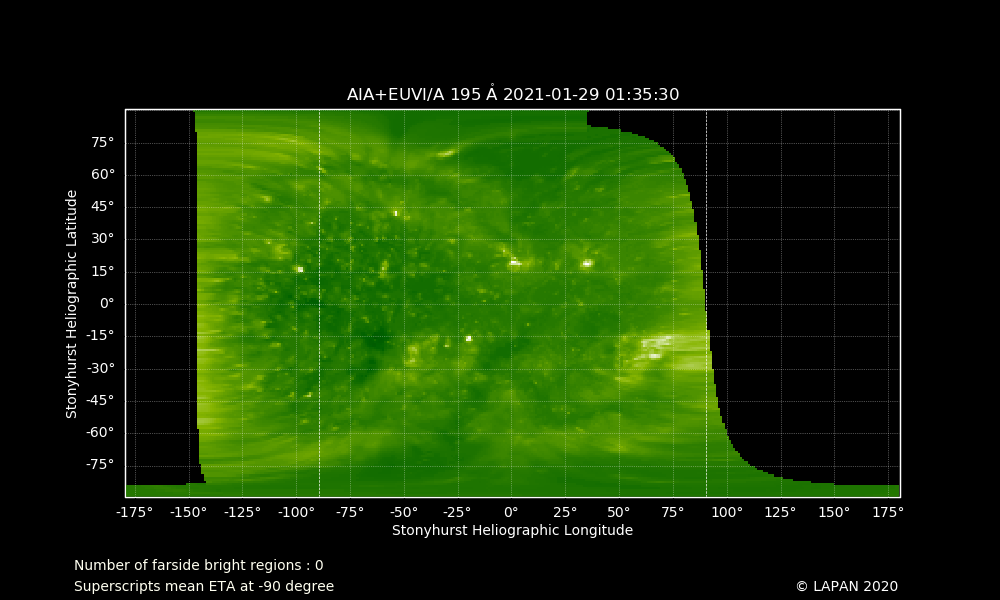 AIA+EUVI/A 195 Å 2021-01-29 01:35:30
Stonyhurst Heliographic Latitude
75°
60°
45°
30°
15°
0°
-15°
-30°
-45°
-60°
-75°
-175° -150° -125° -100° -75° -50° -25° 0° 25° 50° 75° 100° 125° 150° 175°
Stonyhurst Heliographic Longitude
Number of farside bright regions : 0
Superscripts mean ETA at -90 degree
© LAPAN 2020